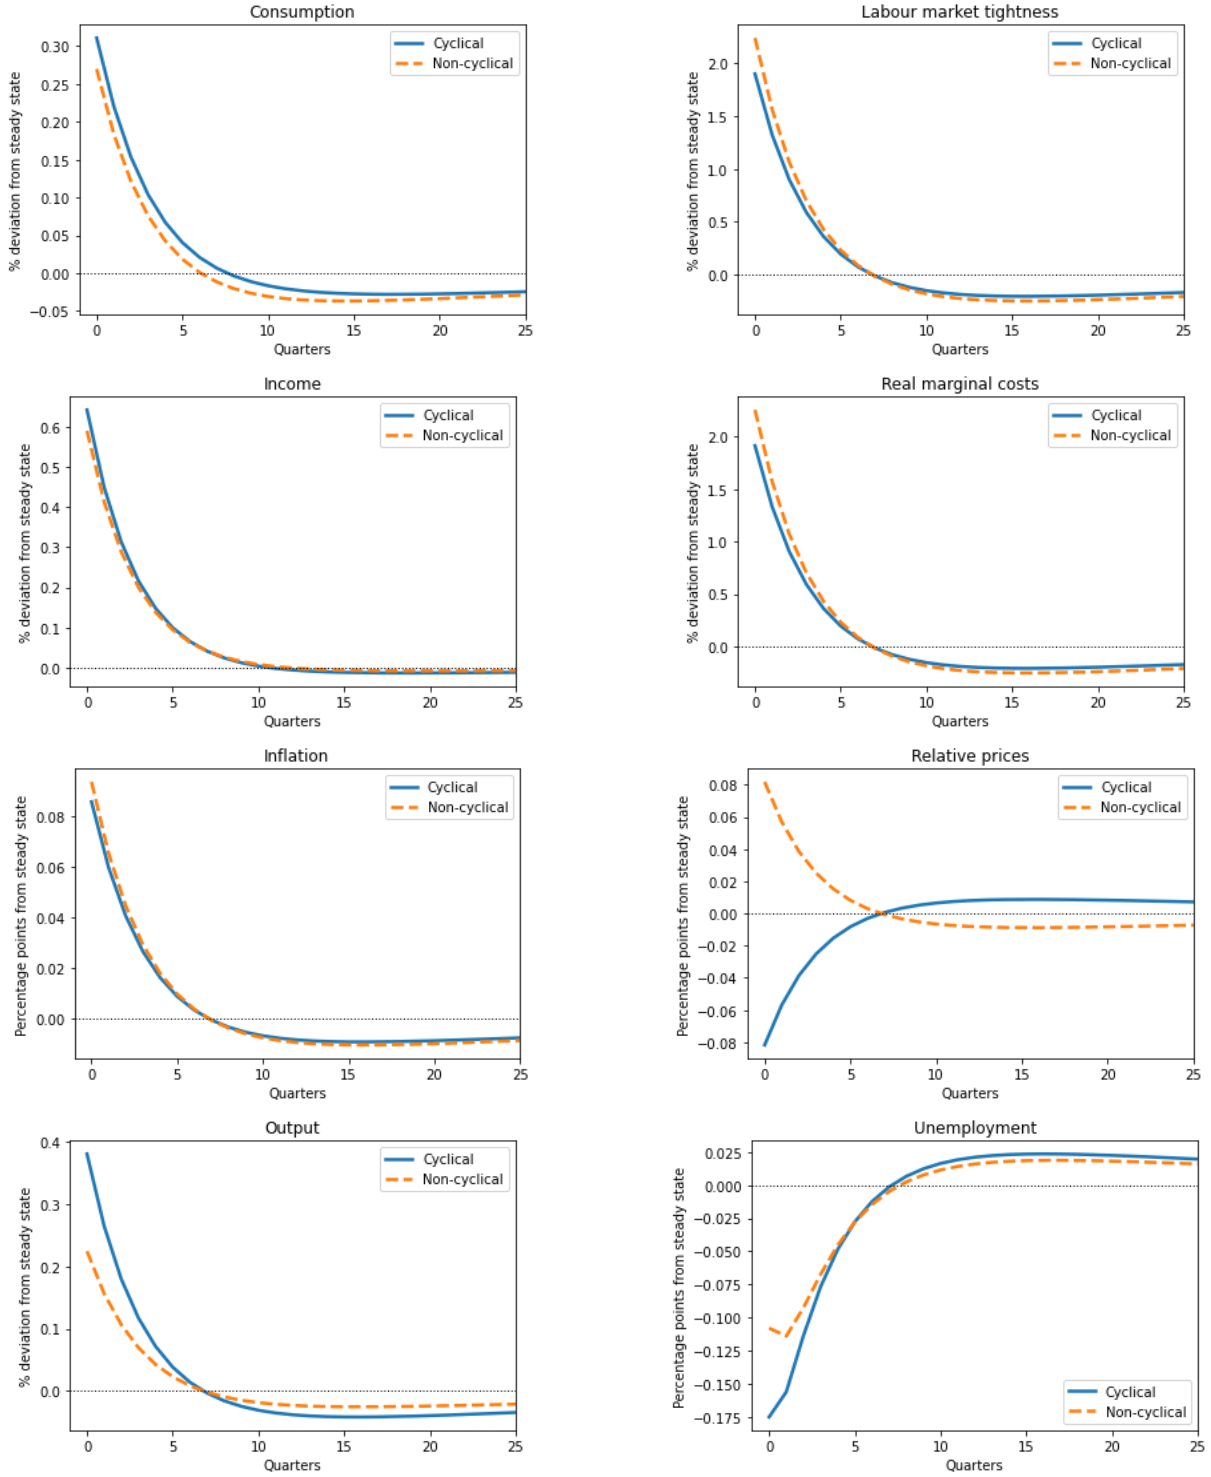 Consumption
% deviation from steady state
0.30
0.25
0.20
0.15
0.10
0.05
0.00
−0.05
Cyclical
Non-cyclical
0 5 10 15 20 25
Quarters
Labour market tightness
% deviation from steady state
2.0
1.5
1.0
0.5
0.0
Cyclical
Non-cyclical
0 5 10 15 20 25
Quarters
Income
% deviation from steady state
0.6
0.5
0.4
0.3
0.2
0.1
0.0
Cyclical
Non-cyclical
0 5 10 15 20 25
Quarters
Real marginal costs
% deviation from steady state
2.0
1.5
1.0
0.5
0.0
Cyclical
Non-cyclical
0 5 10 15 20 25
Quarters
Inflation
Percentage points from steady state
0.08
0.06
0.04
0.02
0.00
Cyclical
Non-cyclical
0 5 10 15 20 25
Quarters
Relative prices
Percentage points from steady state
0.08
0.06
0.04
0.02
0.00
−0.02
−0.04
−0.06
−0.08
Cyclical
Non-cyclical
0 5 10 15 20 25
Quarters
Output
% deviation from steady state
0.4
0.3
0.2
0.1
0.0
Cyclical
Non-cyclical
0 5 10 15 20 25
Quarters
Unemployment
Percentage points from steady state
0.025
0.000
−0.025
−0.050
−0.075
−0.100
−0.125
−0.150
−0.175
Cyclical
Non-cyclical
0 5 10 15 20 25
Quarters